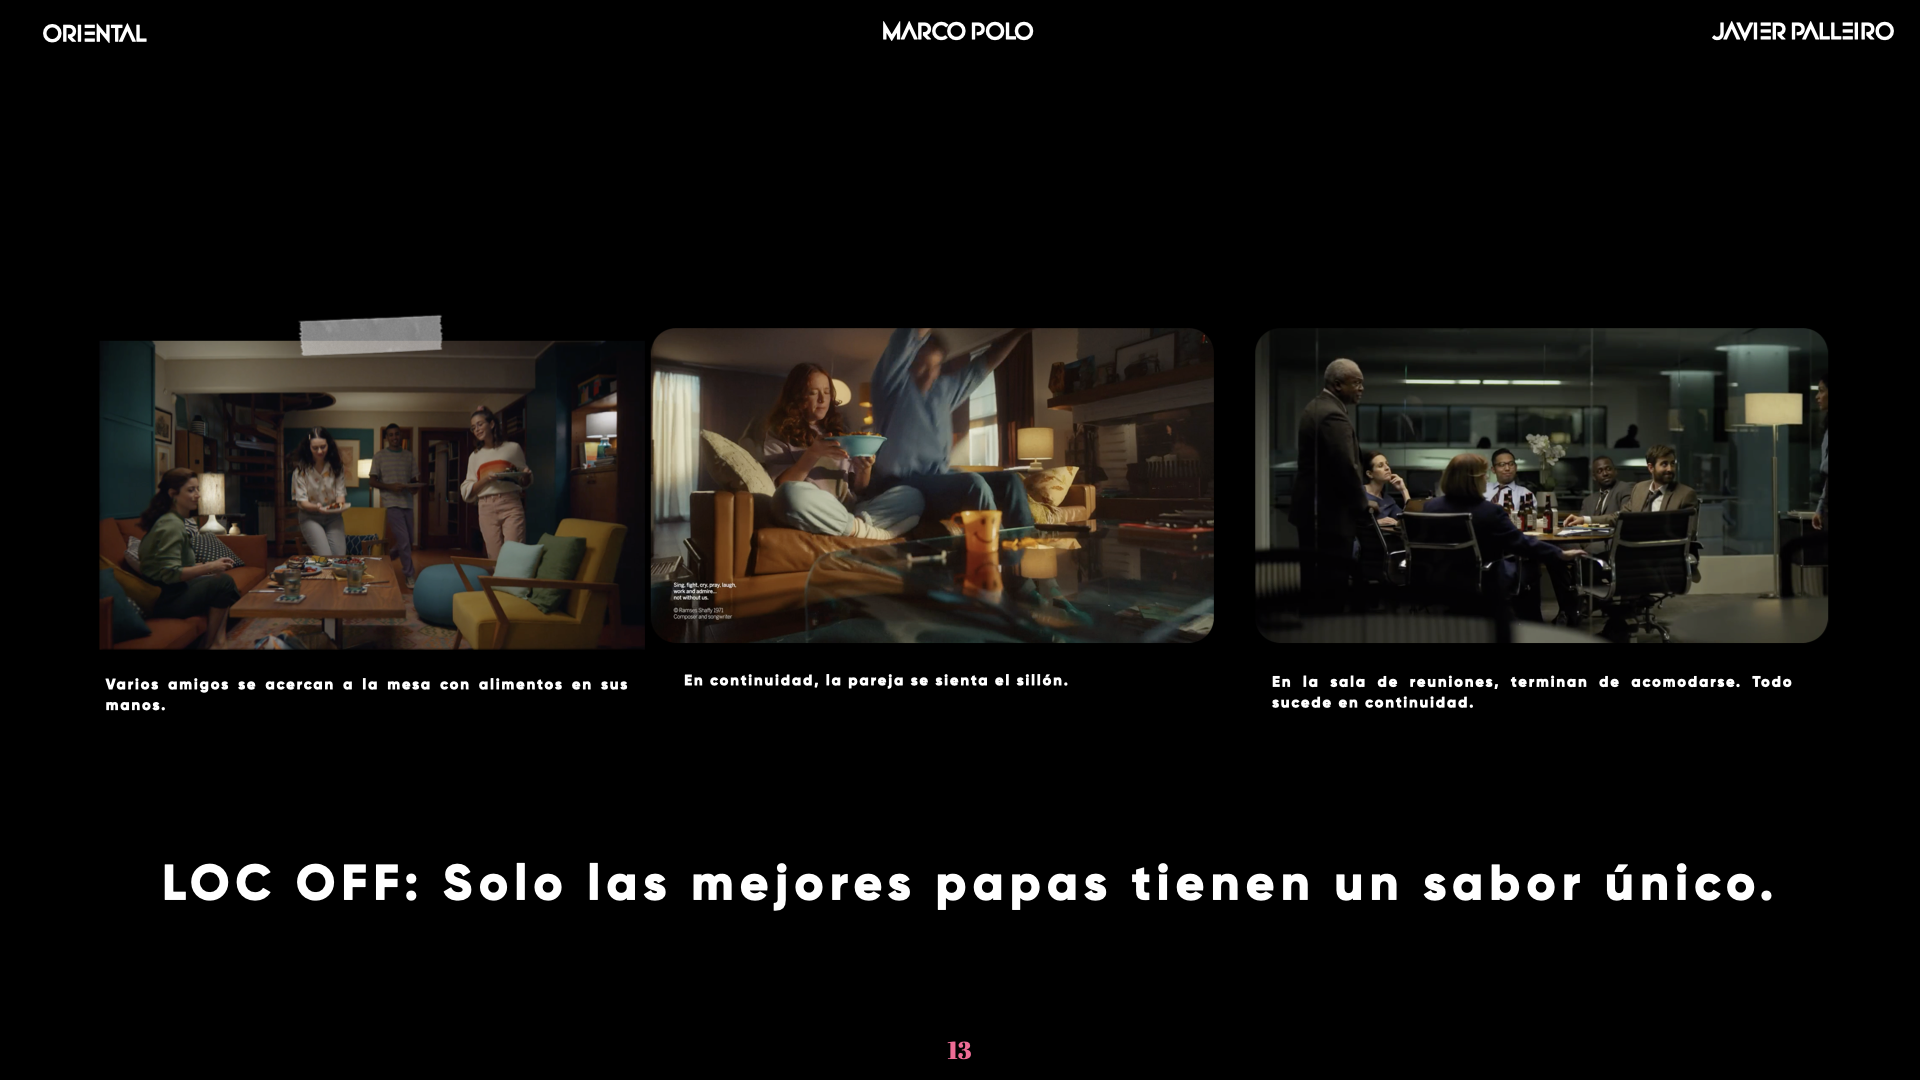 ORIENTAL
MARCO POLO
JAVIER PALLEIRO
Sing, fight, cry, pray, laugh,
work and admire...
not without us.
© Ramses Shaffy 1971
Composer and songwriter
Varios amigos se acercan a la mesa con alimentos en sus
manos.
En continuidad, la pareja se sienta el sillón.
En la sala de reuniones, terminan de acomodarse. Todo
sucede en continuidad.
LOC OFF: Solo las mejores papas tienen un sabor único.
13